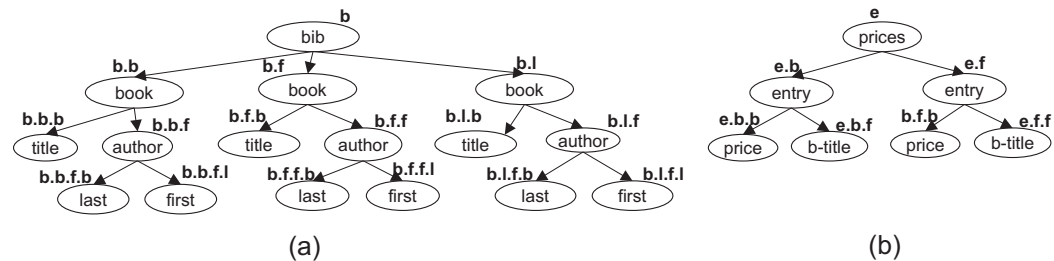 b e
bib prices
b.b b.f b.l e.b e.f
book book book entry entry
b.b.b b.b.f b.f.b b.f.f b.l.b b.l.f e.b.b e.b.f b.f.b e.f.f
title author title author title author price b-title price b-title
b.b.f.b b.b.f.l b.f.f.b b.f.f.l b.l.f.b b.l.f.l
last first last first last first
(a) (b)